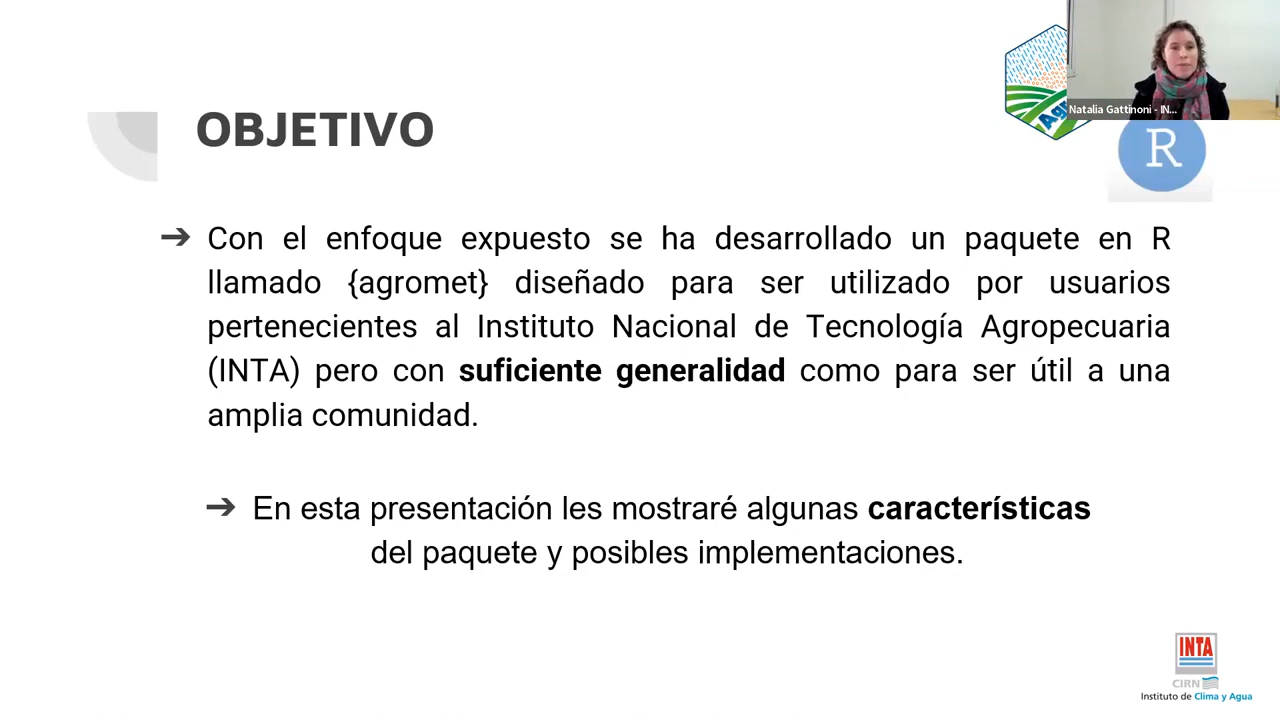 Natalia Gattinoni - IN...
Ag
R
OBJETIVO
➔ Con el enfoque expuesto se ha desarrollado un paquete en R
llamado {agromet} diseñado para ser utilizado por usuarios
pertenecientes al Instituto Nacional de Tecnología Agropecuaria
(INTA) pero con suficiente generalidad como para ser útil a una
amplia comunidad.
➔ En esta presentación les mostraré algunas características
del paquete y posibles implementaciones.
INTA
CIRN
Instituto de Clima y Agua